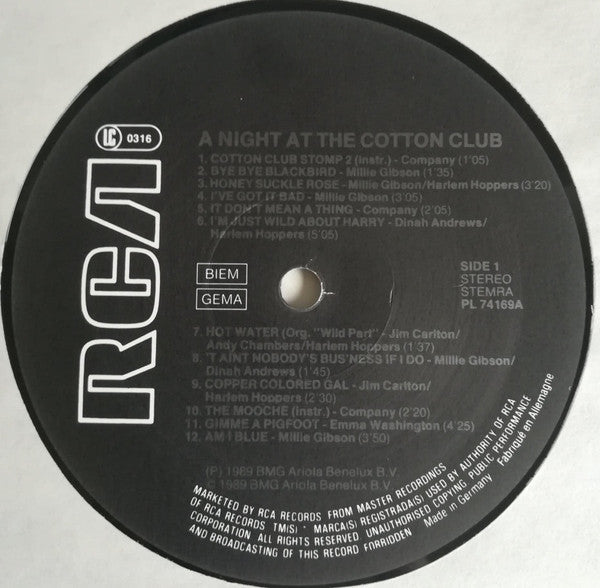 RCA
LC 0316
A NIGHT AT THE COTTON CLUB
1. COTTON CLUB STOMP 2 (instr.) - Company (1'05)
2. BYE BYE BLACKBIRD - Millie Gibson (1'35)
3. HONEY SUCKLE ROSE - Millie Gibson/Harlem Hoppers (3'20)
4. I'VE GOT IT BAD - Millie Gibson (3'05)
5. IT DON'T MEAN A THING - Company (2'05)
6. I'M JUST WILD ABOUT HARRY - Dinah Andrews/
Harlem Hoppers (5'05)
BIEM
GEMA
SIDE 1
STEREO
STEMRA
PL 74169A
7. HOT WATER (Org. "Wild Part" - Jim Carlton/
Andy Chambers/Harlem Hoppers (1'37)
8. 'T AINT NOBODY'S BUS'NESS IF I DO - Millie Gibson/
Dinah Andrews (1'45)
9. COPPER COLORED GAL - Jim Carlton/
Harlem Hoppers (2'30)
10. THE MOOCHE (instr.) - Company (2'20)
11. GIMME A PIGFOOT - Emma Washington (4'25)
12. AM I BLUE - Millie Gibson (3'50)
(P) 1989 BMG Ariola Benelux B.V.
© 1989 BMG Ariola Benelux B.V.
MARKETED BY RCA RECORDS FROM MASTER RECORDINGS
OF RCA RECORDS TM(S) * MARCA(S) REGISTRADA(S) USED BY AUTHORITY OF RCA
CORPORATION ALL RIGHTS RESERVED UNAUTHORISED COPYING PUBLIC PERFORMANCE
AND BROADCASTING OF THIS RECORD FORBIDDEN
Made in Germany Fabriqué en Allemagne